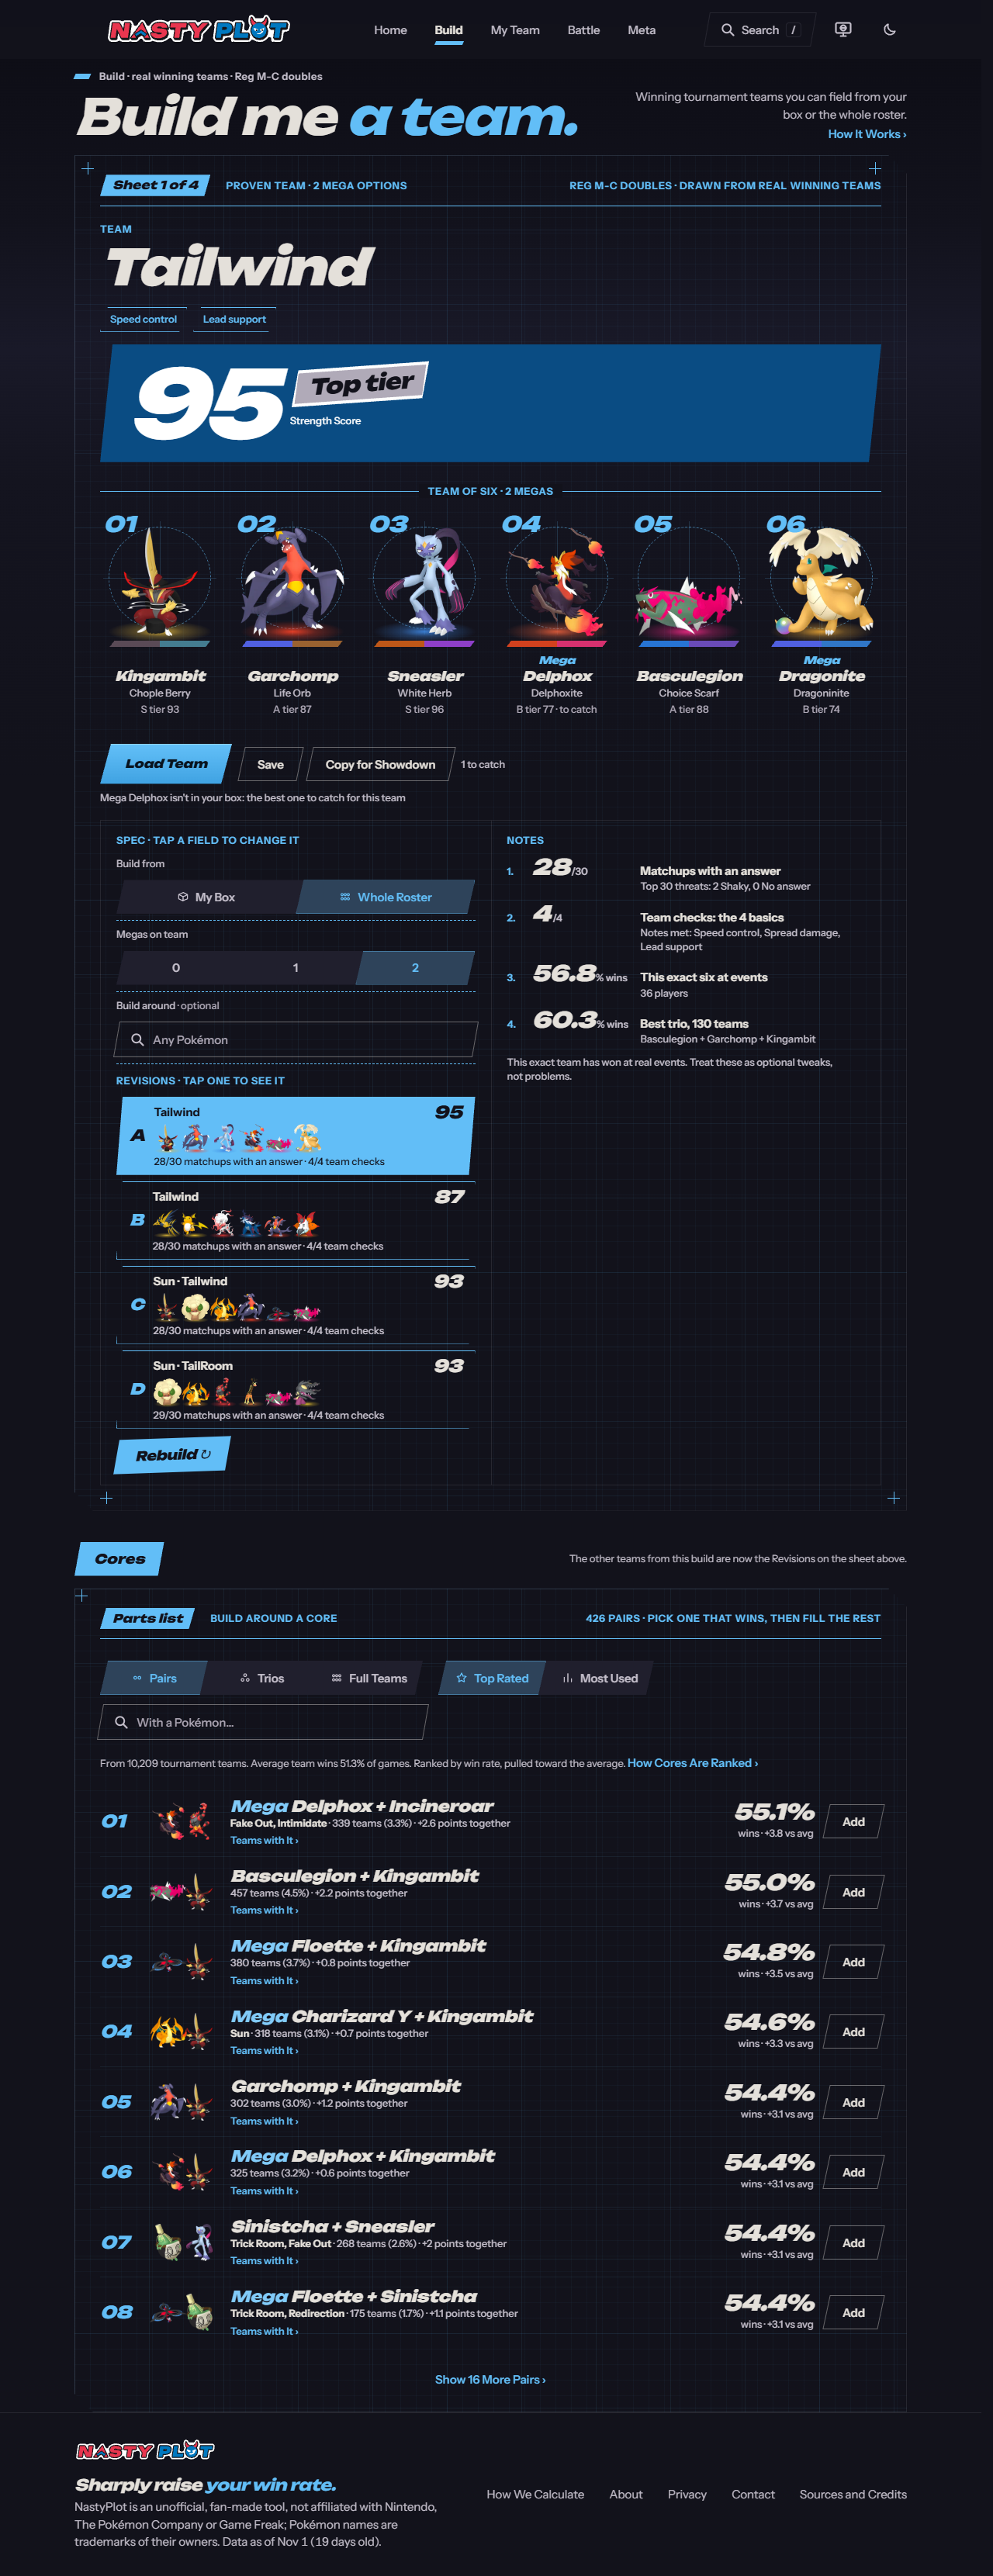 NASTY PLOT
Home
Build
My Team
Battle
Meta
Search /
Build · real winning teams · Reg M-C doubles
Build me a team.
Winning tournament teams you can field from your
box or the whole roster.
How It Works ›
Sheet 1 of 4
PROVEN TEAM · 2 MEGA OPTIONS
REG M-C DOUBLES · DRAWN FROM REAL WINNING TEAMS
TEAM
Tailwind
Speed control
Lead support
95
Top tier
Strength Score
TEAM OF SIX · 2 MEGAS
01
02
03
04
05
06
Kingambit
Chople Berry
S tier 93
Garchomp
Life Orb
A tier 87
Sneasler
White Herb
S tier 96
Mega
Delphox
Delphoxite
B tier 77 · to catch
Basculegion
Choice Scarf
A tier 88
Mega
Dragonite
Dragoninite
B tier 74
Load Team
Save
Copy for Showdown
1 to catch
Mega Delphox isn't in your box: the best one to catch for this team
SPEC · TAP A FIELD TO CHANGE IT
Build from
My Box
Whole Roster
Megas on team
0
1
2
Build around · optional
Any Pokémon
REVISIONS · TAP ONE TO SEE IT
A
Tailwind
95
28/30 matchups with an answer · 4/4 team checks
B
Tailwind
87
28/30 matchups with an answer · 4/4 team checks
C
Sun · Tailwind
93
28/30 matchups with an answer · 4/4 team checks
D
Sun · TailRoom
93
29/30 matchups with an answer · 4/4 team checks
Rebuild ↻
NOTES
1.
28/30
Matchups with an answer
Top 30 threats: 2 Shaky, 0 No answer
2.
4/4
Team checks: the 4 basics
Notes met: Speed control, Spread damage,
Lead support
3.
56.8% wins
This exact six at events
36 players
4.
60.3% wins
Best trio, 130 teams
Basculegion + Garchomp + Kingambit
This exact team has won at real events. Treat these as optional tweaks,
not problems.
Cores
The other teams from this build are now the Revisions on the sheet above.
Parts list
BUILD AROUND A CORE
426 PAIRS · PICK ONE THAT WINS, THEN FILL THE REST
Pairs
Trios
Full Teams
Top Rated
Most Used
With a Pokémon...
From 10,209 tournament teams. Average team wins 51.3% of games. Ranked by win rate, pulled toward the average. How Cores Are Ranked ›
01
Mega Delphox + Incineroar
Fake Out, Intimidate · 339 teams (3.3%) · +2.6 points together
Teams with It ›
55.1%
wins · +3.8 vs avg
Add
02
Basculegion + Kingambit
457 teams (4.5%) · +2.2 points together
Teams with It ›
55.0%
wins · +3.7 vs avg
Add
03
Mega Floette + Kingambit
380 teams (3.7%) · +0.8 points together
Teams with It ›
54.8%
wins · +3.5 vs avg
Add
04
Mega Charizard Y + Kingambit
Sun · 318 teams (3.1%) · +0.7 points together
Teams with It ›
54.6%
wins · +3.3 vs avg
Add
05
Garchomp + Kingambit
302 teams (3.0%) · +1.2 points together
Teams with It ›
54.4%
wins · +3.1 vs avg
Add
06
Mega Delphox + Kingambit
325 teams (3.2%) · +0.6 points together
Teams with It ›
54.4%
wins · +3.1 vs avg
Add
07
Sinistcha + Sneasler
Trick Room, Fake Out · 268 teams (2.6%) · +2 points together
Teams with It ›
54.4%
wins · +3.1 vs avg
Add
08
Mega Floette + Sinistcha
Trick Room, Redirection · 175 teams (1.7%) · +1.1 points together
Teams with It ›
54.4%
wins · +3.1 vs avg
Add
Show 16 More Pairs ›
NASTY PLOT
Sharply raise your win rate.
NastyPlot is an unofficial, fan-made tool, not affiliated with Nintendo,
The Pokémon Company or Game Freak; Pokémon names are
trademarks of their owners. Data as of Nov 1 (19 days old).
How We Calculate
About
Privacy
Contact
Sources and Credits